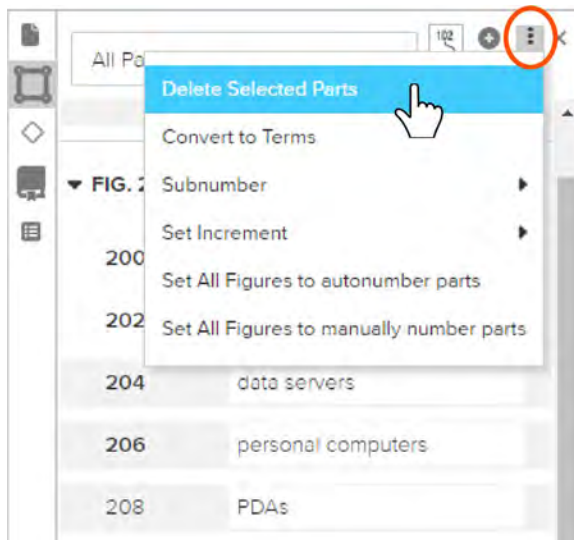 102
All Pa
Delete Selected Parts
Convert to Terms
FIG. 2
Subnumber
Set Increment
200
Set All Figures to autonumber parts
202
Set All Figures to manually number parts
204 data servers
206 personal computers
208 PDAs